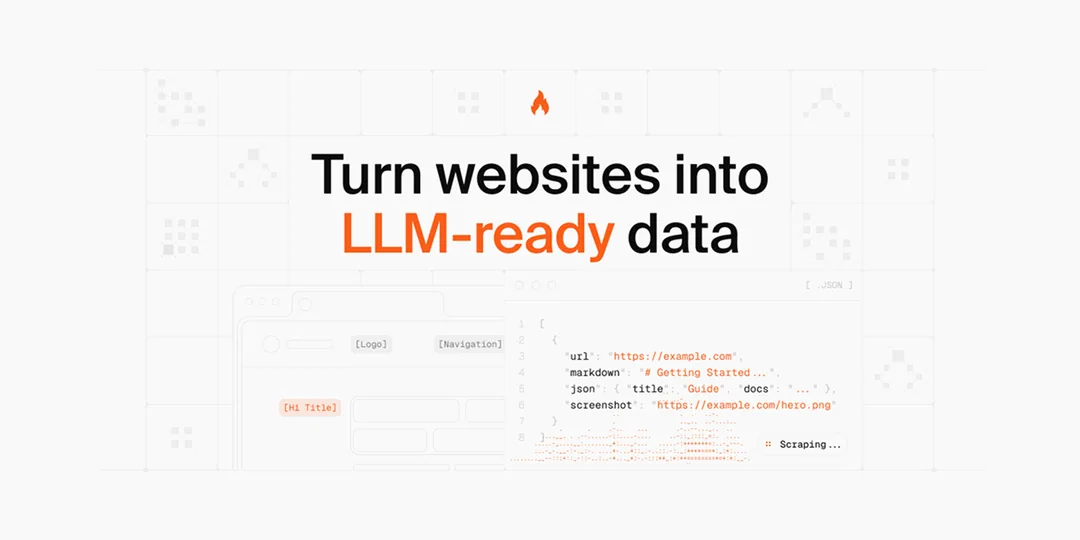 Turn websites into
LLM-ready data
[ .JSON ]
[Logo]
[Navigation]
[Hi Title]
1 [
2 {
3 "url": "https://example.com",
4 "markdown": "# Getting Started...",
5 "json": { "title": "Guide", "docs": "..." },
6 "screenshot": "https://example.com/hero.png"
7 }
8 ]
Scraping...